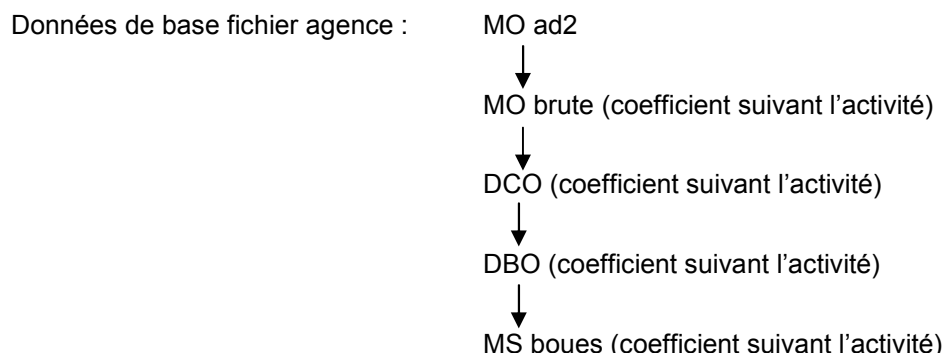 Données de base fichier agence : MO ad2
MO brute (coefficient suivant l’activité)
DCO (coefficient suivant l’activité)
DBO (coefficient suivant l’activité)
MS boues (coefficient suivant l’activité)